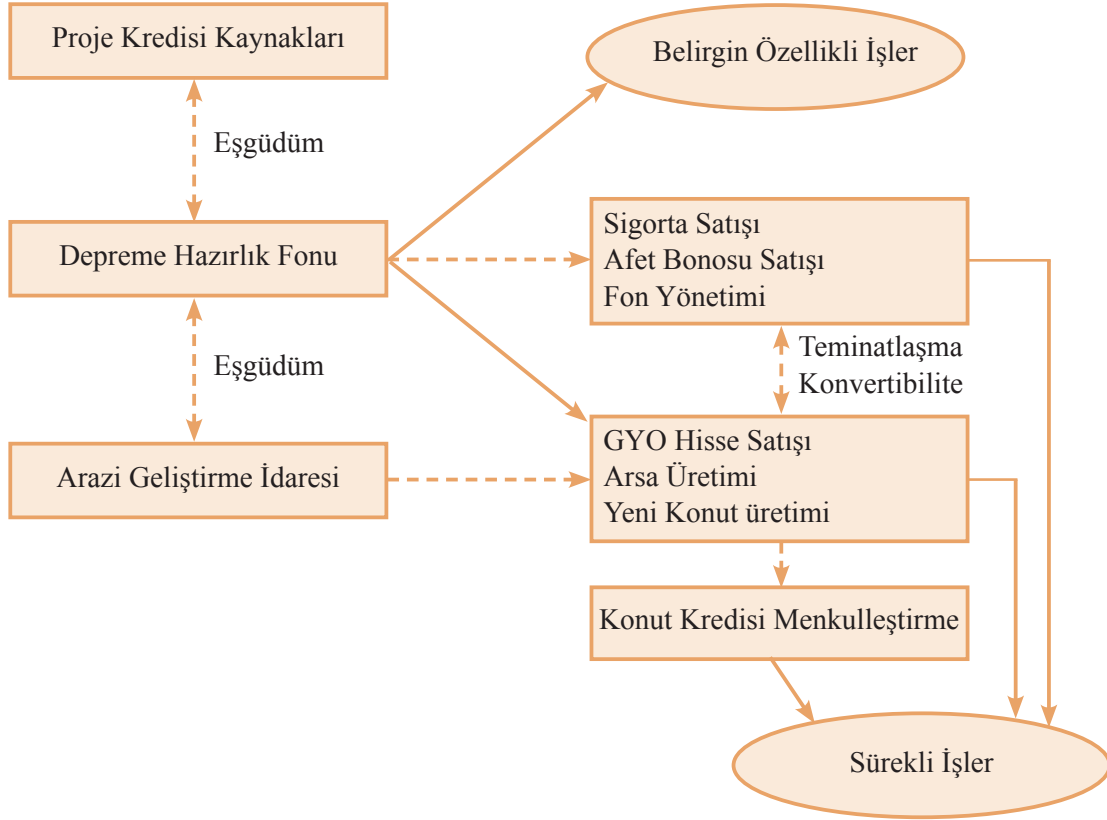 Proje Kredisi Kaynakları
Belirgin Özellikli İşler
Eşgüdüm
Depreme Hazırlık Fonu
Sigorta Satışı
Afet Bonosu Satışı
Fon Yönetimi
Eşgüdüm
Teminatlaşma
Konvertibilite
Arazi Geliştirme İdaresi
GYO Hisse Satışı
Arsa Üretimi
Yeni Konut üretimi
Konut Kredisi Menkulleştirme
Sürekli İşler